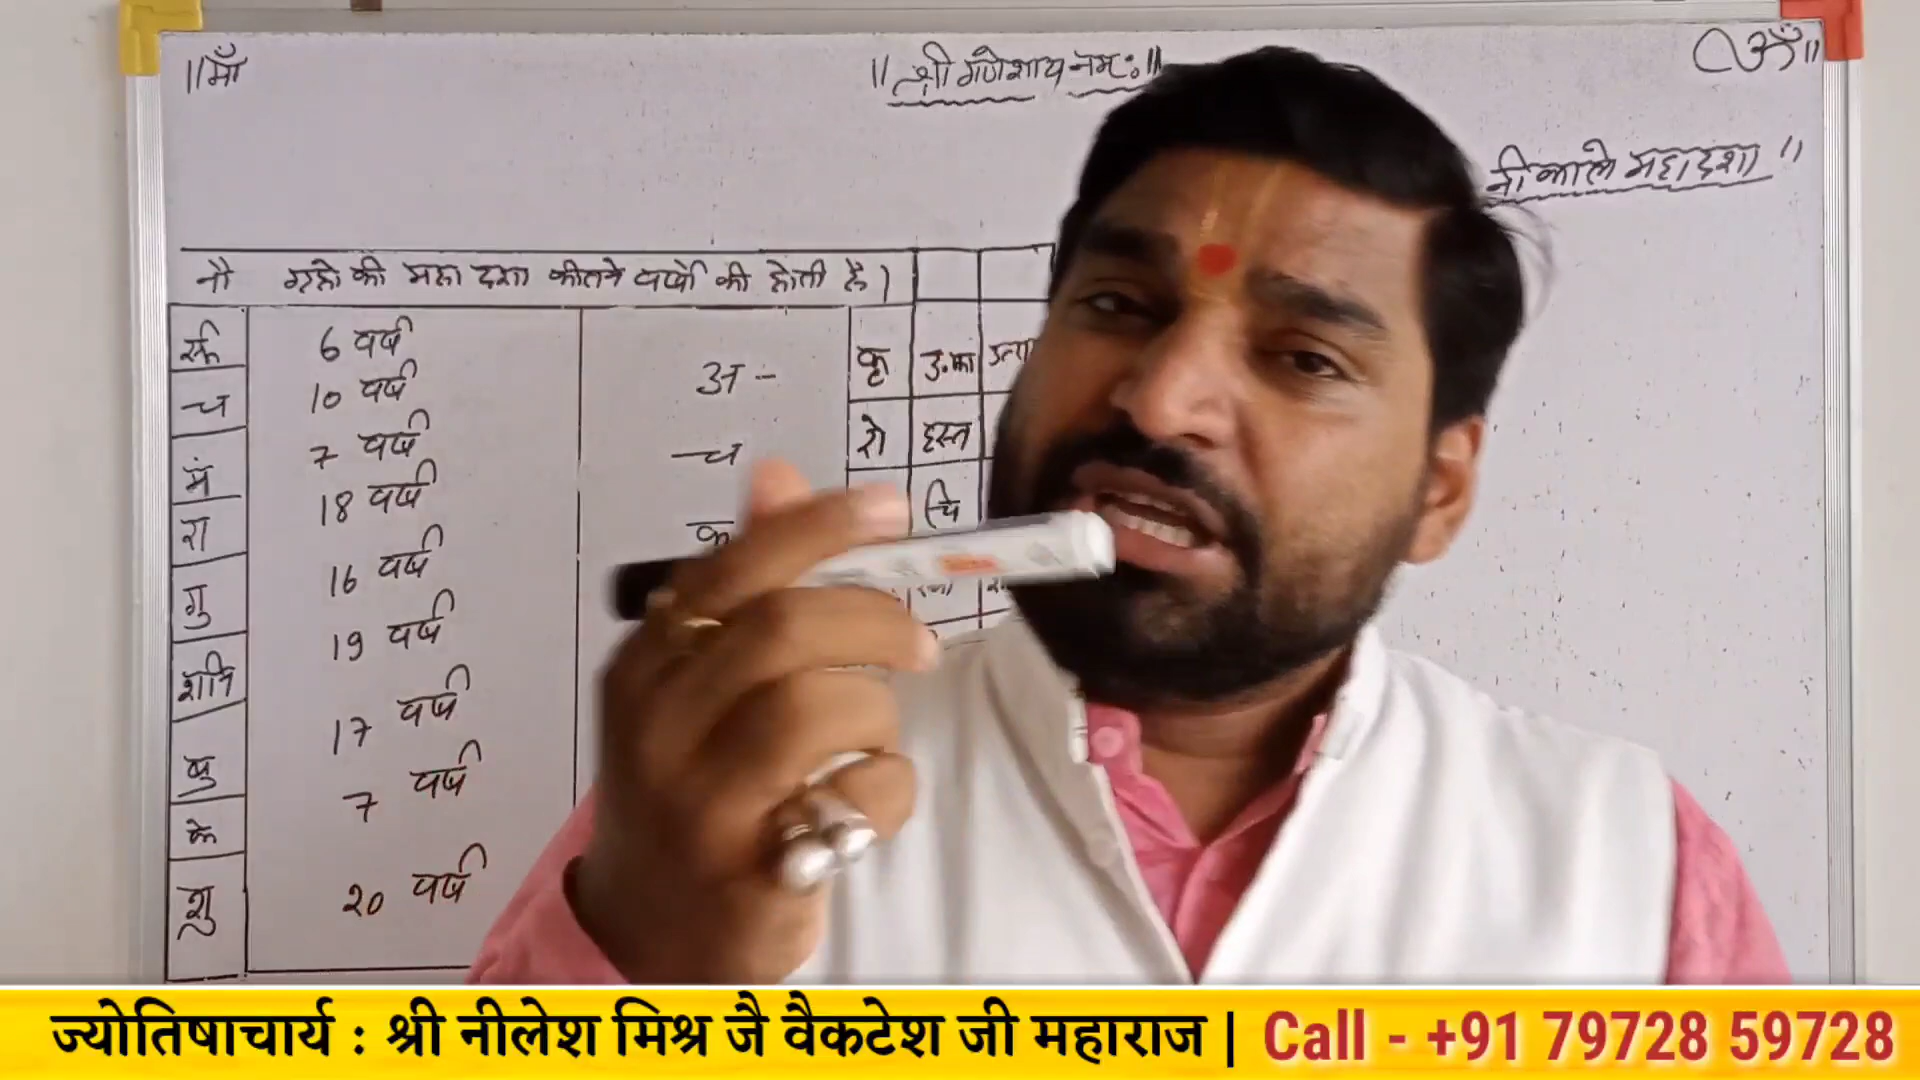 ॥माँ
॥ श्री गणेशाय नमः ॥
ॐ॥
नीकाले महादशा॥
नौ ग्रहो की महा दशा कीतने वर्षो की होती है।
सू 6 वर्ष
च 10 वर्ष
मं 7 वर्ष
रा 18 वर्ष
गु 16 वर्ष
शनि 19 वर्ष
बु 17 वर्ष
के 7 वर्ष
शु 20 वर्ष
अ -
च
क
कृ उ.फा
रो हस्त
चि
ज्योतिषाचार्य : श्री नीलेश मिश्र जै वैकटेश जी महाराज | Call - +91 79728 59728